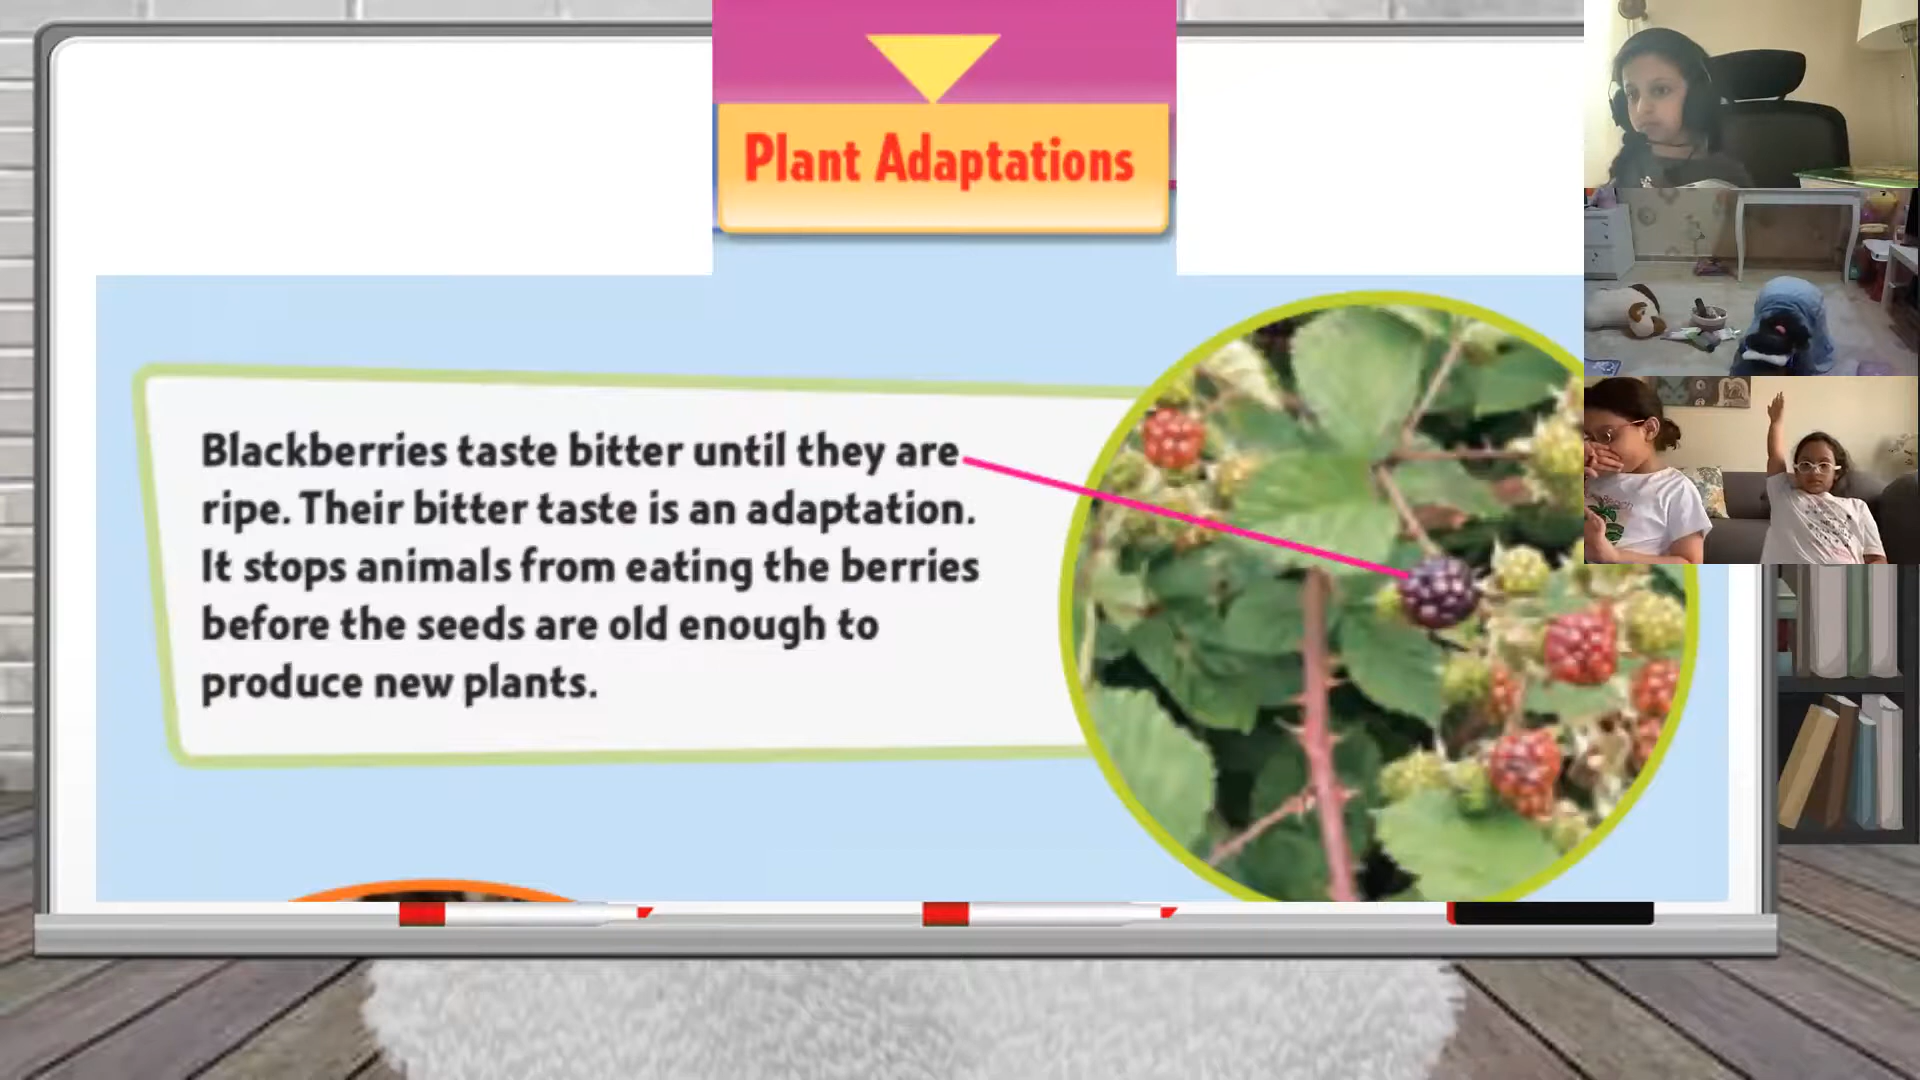 Plant Adaptations
Blackberries taste bitter until they are
ripe. Their bitter taste is an adaptation.
It stops animals from eating the berries
before the seeds are old enough to
produce new plants.